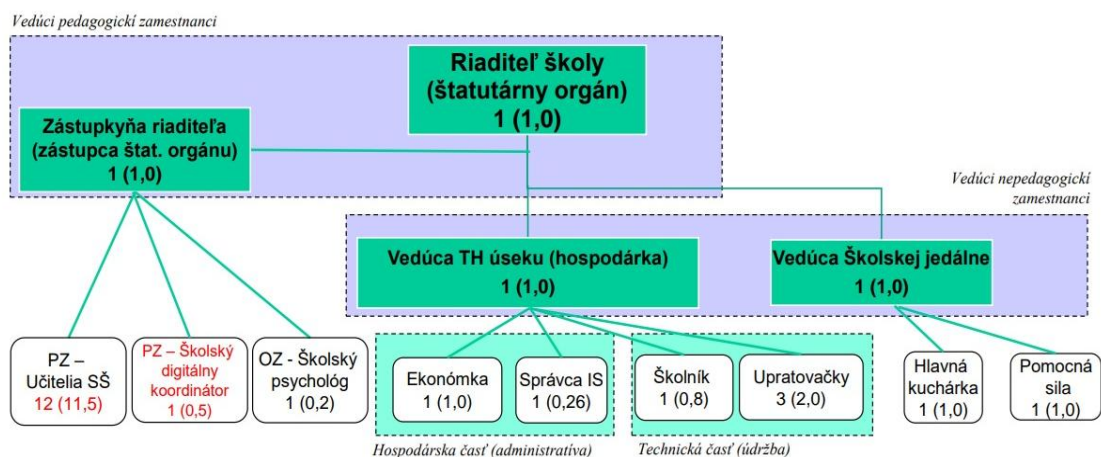 Vedúci pedagogickí zamestnanci
Riaditeľ školy
(štatutárny orgán)
1 (1,0)
Zástupkyňa riaditeľa
(zástupca štat. orgánu)
1 (1,0)
Vedúci nepedagogickí
zamestnanci
Vedúca TH úseku (hospodárka)
1 (1,0)
Vedúca Školskej jedálne
1 (1,0)
PZ –
Učitelia SŠ
12 (11,5)
PZ – Školský
digitálny
koordinátor
1 (0,5)
OZ - Školský
psychológ
1 (0,2)
Ekonómka
1 (1,0)
Správca IS
1 (0,26)
Školník
1 (0,8)
Upratovačky
3 (2,0)
Hlavná
kuchárka
1 (1,0)
Pomocná
sila
1 (1,0)
Hospodárska časť (administratíva)
Technická časť (údržba)